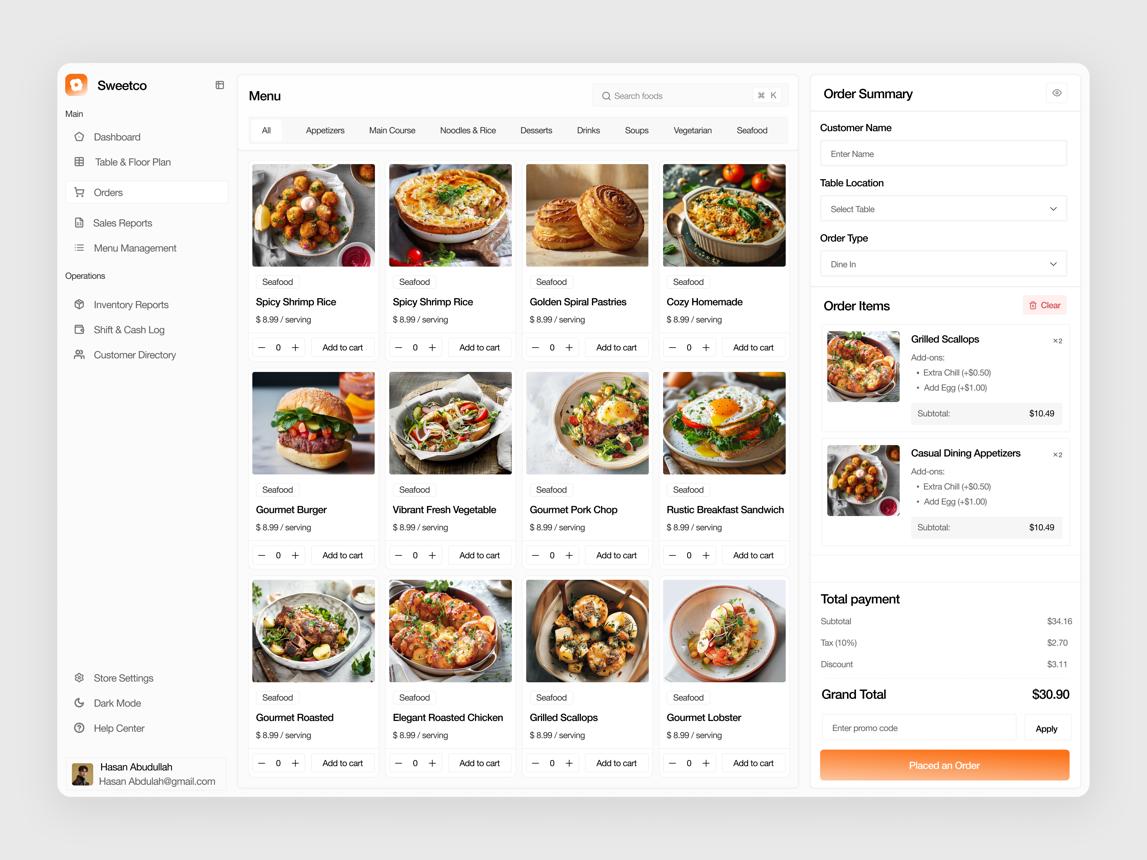 Sweetco
Main
Dashboard
Table & Floor Plan
Orders
Sales Reports
Menu Management
Operations
Inventory Reports
Shift & Cash Log
Customer Directory
Store Settings
Dark Mode
Help Center
Hasan Abudullah
Hasan Abdulah@gmail.com
Menu
Search foods ⌘ K
All Appetizers Main Course Noodles & Rice Desserts Drinks Soups Vegetarian Seafood
Seafood Seafood Seafood Seafood
Spicy Shrimp Rice Spicy Shrimp Rice Golden Spiral Pastries Cozy Homemade
$ 8.99 / serving $ 8.99 / serving $ 8.99 / serving $ 8.99 / serving
— 0 + Add to cart — 0 + Add to cart — 0 + Add to cart — 0 + Add to cart
Seafood Seafood Seafood Seafood
Gourmet Burger Vibrant Fresh Vegetable Gourmet Pork Chop Rustic Breakfast Sandwich
$ 8.99 / serving $ 8.99 / serving $ 8.99 / serving $ 8.99 / serving
— 0 + Add to cart — 0 + Add to cart — 0 + Add to cart — 0 + Add to cart
Seafood Seafood Seafood Seafood
Gourmet Roasted Elegant Roasted Chicken Grilled Scallops Gourmet Lobster
$ 8.99 / serving $ 8.99 / serving $ 8.99 / serving $ 8.99 / serving
— 0 + Add to cart — 0 + Add to cart — 0 + Add to cart — 0 + Add to cart
Order Summary
Customer Name
Enter Name
Table Location
Select Table
Order Type
Dine In
Order Items Clear
Grilled Scallops ×2
Add-ons:
• Extra Chill (+$0.50)
• Add Egg (+$1.00)
Subtotal: $10.49
Casual Dining Appetizers ×2
Add-ons:
• Extra Chill (+$0.50)
• Add Egg (+$1.00)
Subtotal: $10.49
Total payment
Subtotal $34.16
Tax (10%) $2.70
Discount $3.11
Grand Total $30.90
Enter promo code Apply
Placed an Order